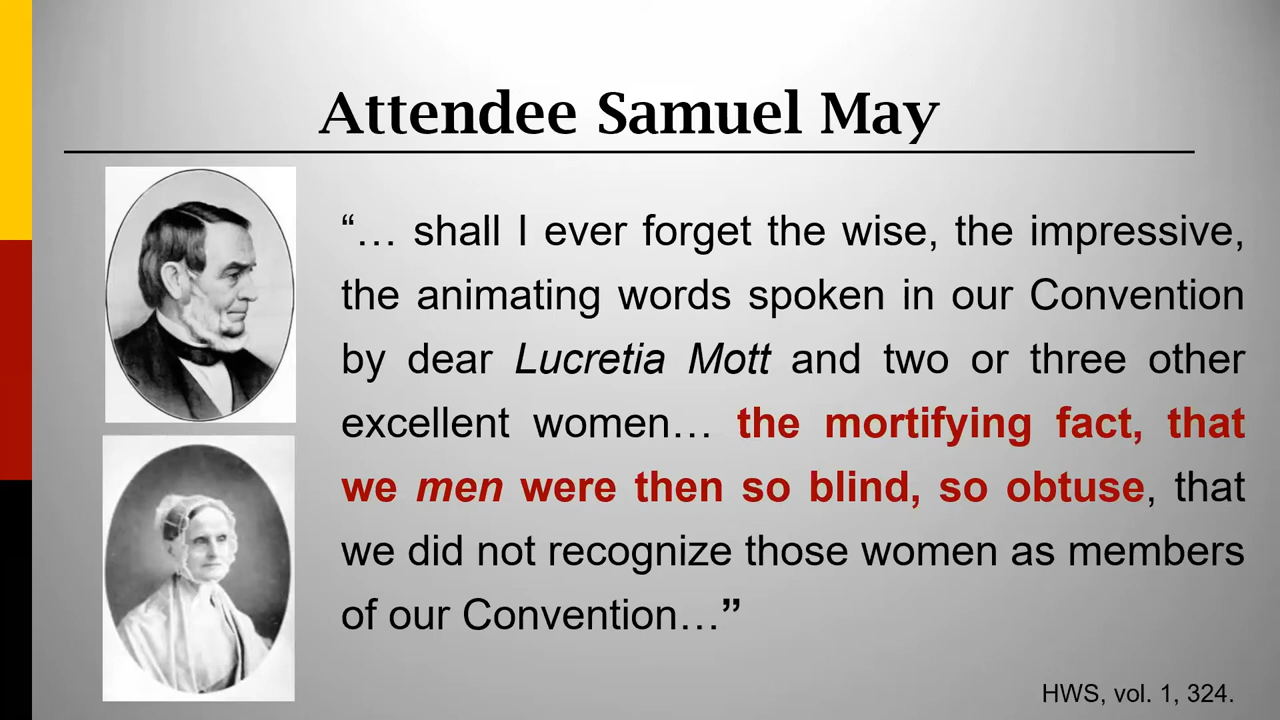 Attendee Samuel May
“… shall I ever forget the wise, the impressive,
the animating words spoken in our Convention
by dear Lucretia Mott and two or three other
excellent women… the mortifying fact, that
we men were then so blind, so obtuse, that
we did not recognize those women as members
of our Convention…”
HWS, vol. 1, 324.